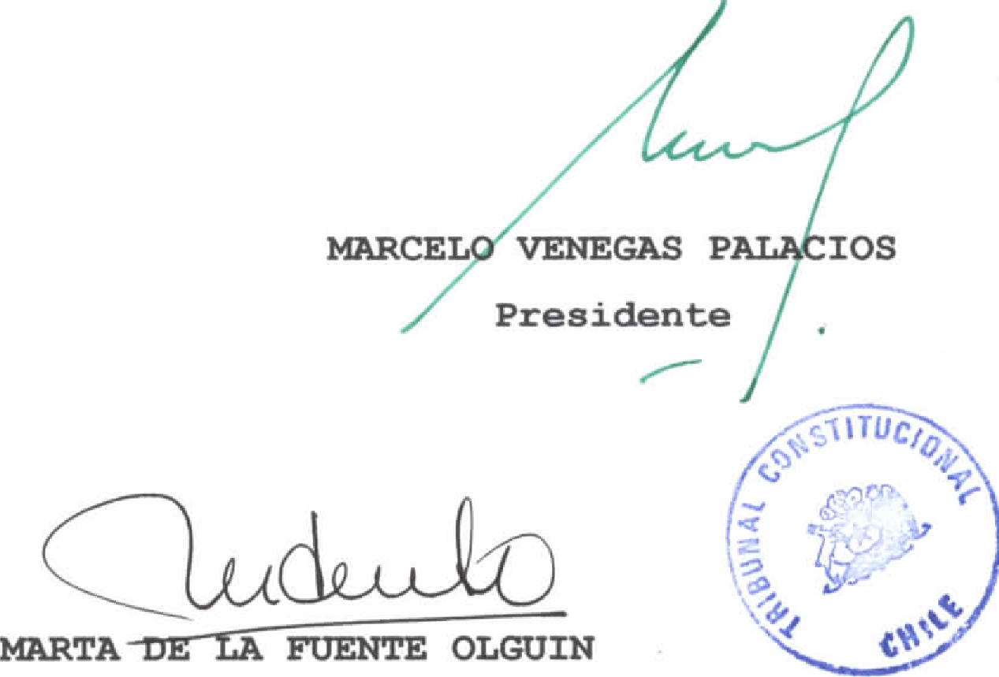 MARCELO VENEGAS PALACIOS
Presidente
TRIBUNAL CONSTITUCIONAL
CHILE
MARTA DE LA FUENTE OLGUIN